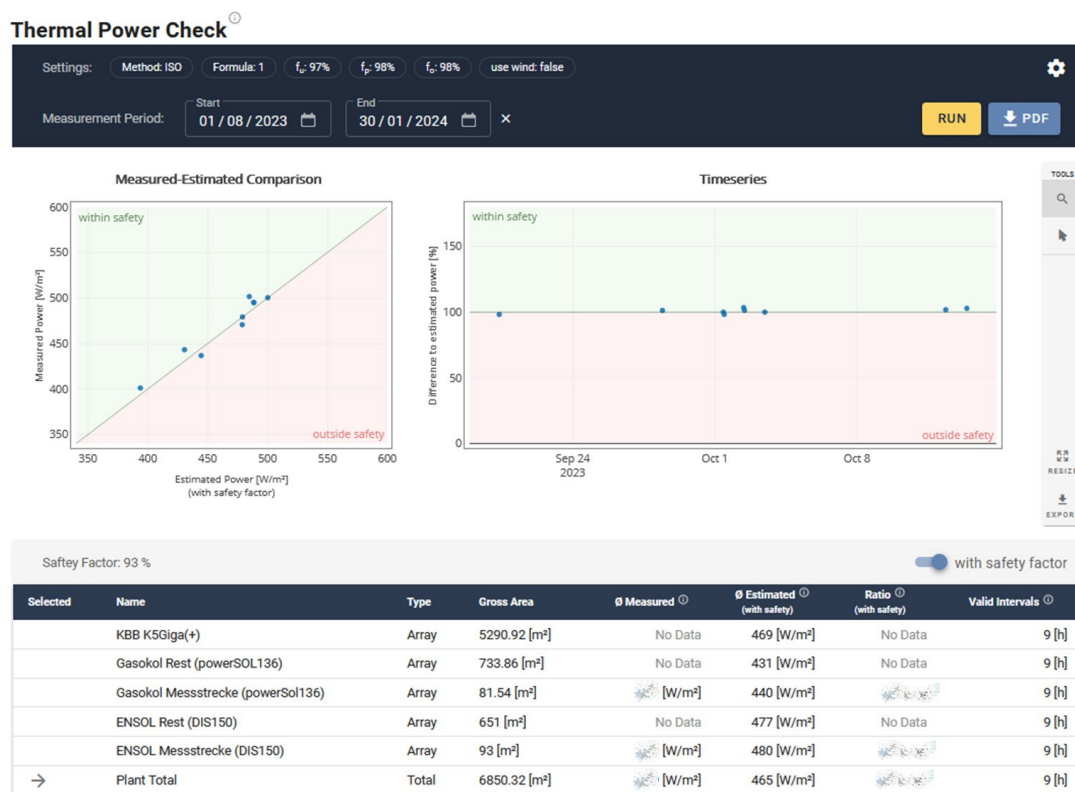 Thermal Power Check
Settings: Method: ISO Formula: 1 fᵤ: 97% fₚ: 98% fₒ: 98% use wind: false
Start End
Measurement Period: 01 / 08 / 2023 30 / 01 / 2024 × RUN PDF
Measured-Estimated Comparison
600
550
500
450
400
350
within safety
outside safety
Measured Power [W/m²]
350 400 450 500 550 600
Estimated Power [W/m²]
(with safety factor)
Timeseries
150
100
50
0
within safety
outside safety
Difference to estimated power [%]
Sep 24 Oct 1 Oct 8
2023
TOOLS
RESIZE
EXPOR
Saftey Factor: 93 % with safety factor
Selected Name Type Gross Area Ø Measured Ø Estimated (with safety) Ratio (with safety) Valid Intervals
KBB K5Giga(+) Array 5290.92 [m²] No Data 469 [W/m²] No Data 9 [h]
Gasokol Rest (powerSOL136) Array 733.86 [m²] No Data 431 [W/m²] No Data 9 [h]
Gasokol Messstrecke (powerSol136) Array 81.54 [m²] [W/m²] 440 [W/m²] 9 [h]
ENSOL Rest (DIS150) Array 651 [m²] No Data 477 [W/m²] No Data 9 [h]
ENSOL Messstrecke (DIS150) Array 93 [m²] [W/m²] 480 [W/m²] 9 [h]
→ Plant Total Total 6850.32 [m²] [W/m²] 465 [W/m²] 9 [h]